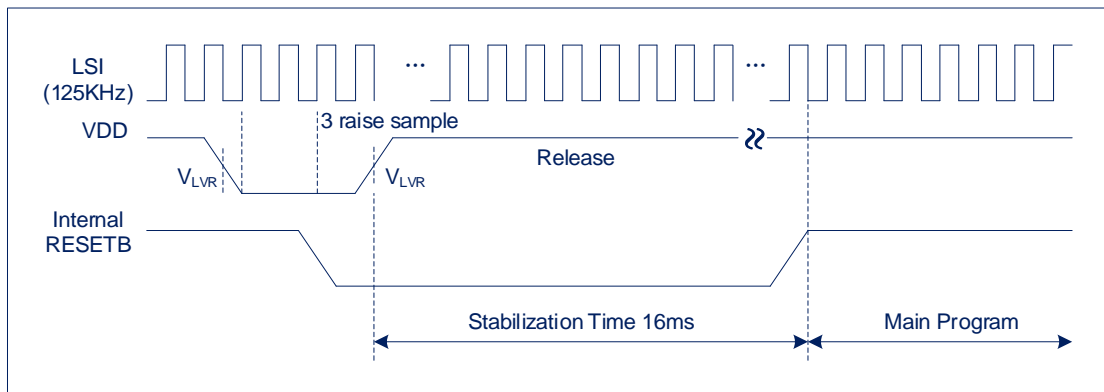 LSI
(125KHz)
...
...
3 raise sample
VDD
VLVR
VLVR
Release
Internal
RESETB
Stabilization Time 16ms
Main Program